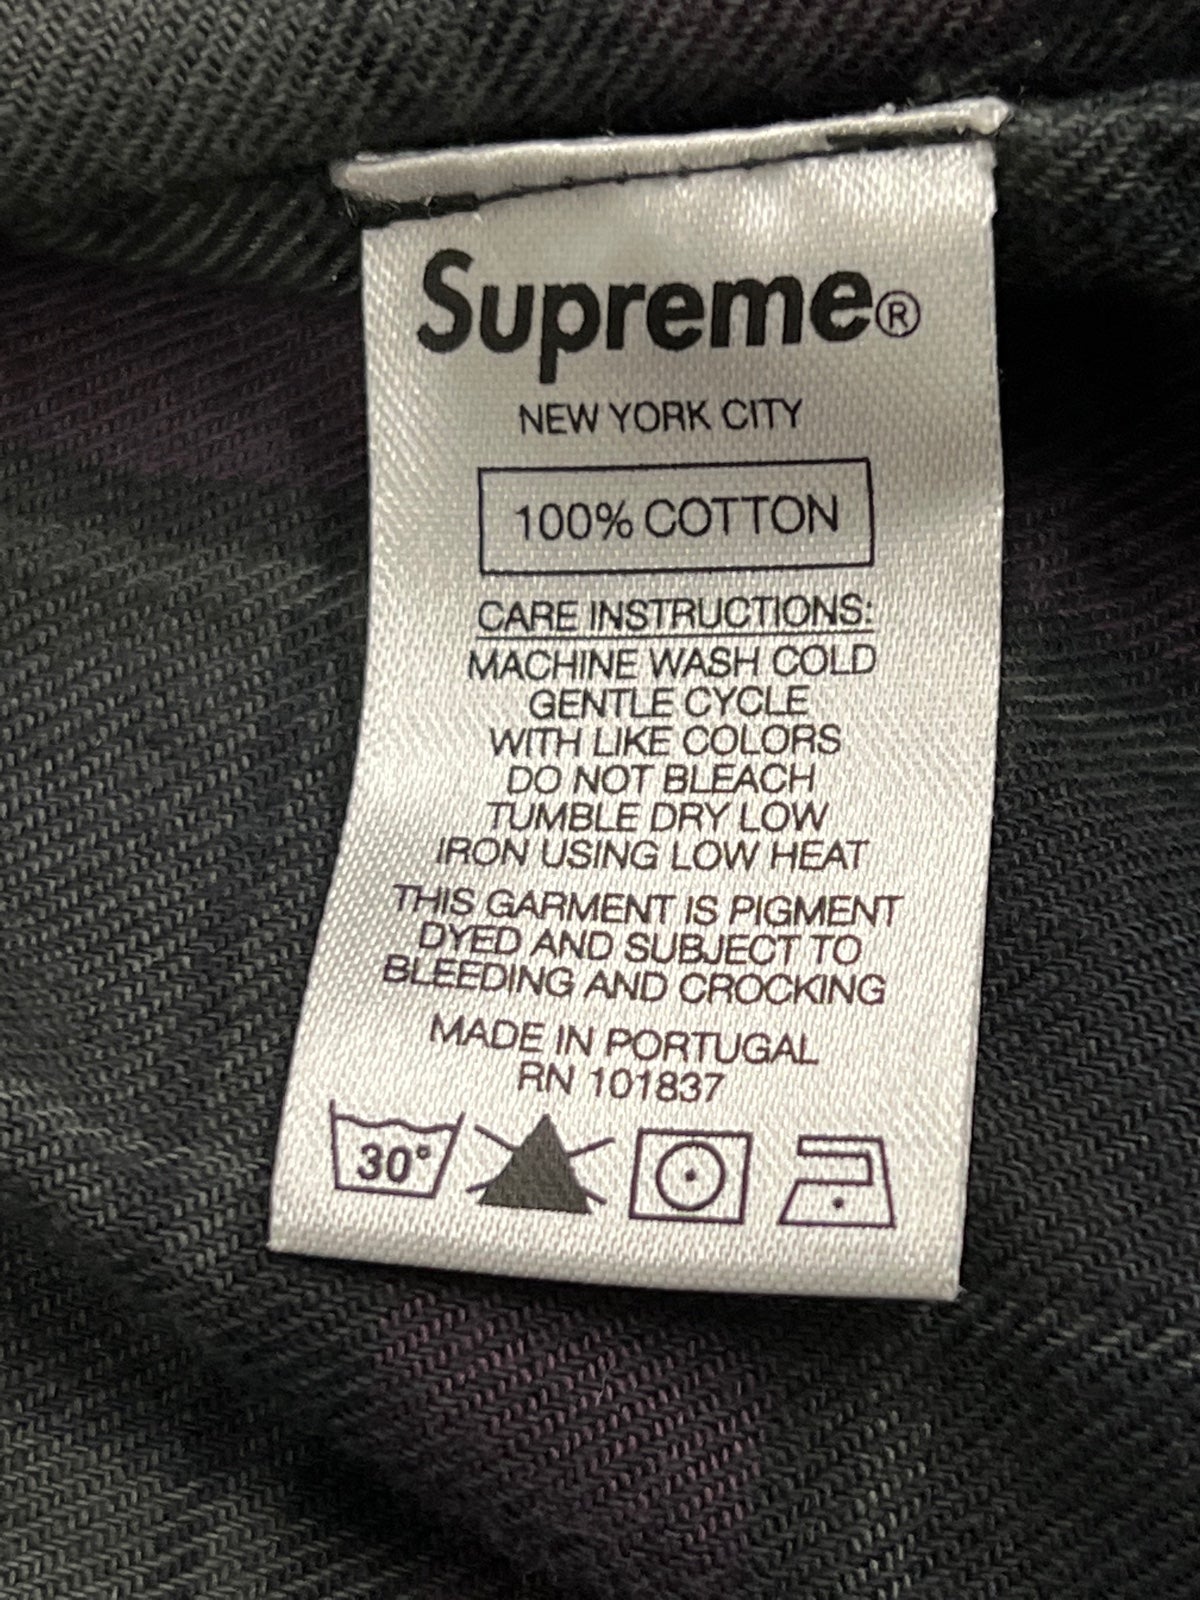 Supreme®
NEW YORK CITY
100% COTTON
CARE INSTRUCTIONS:
MACHINE WASH COLD
GENTLE CYCLE
WITH LIKE COLORS
DO NOT BLEACH
TUMBLE DRY LOW
IRON USING LOW HEAT
THIS GARMENT IS PIGMENT
DYED AND SUBJECT TO
BLEEDING AND CROCKING
MADE IN PORTUGAL
RN 101837
30°